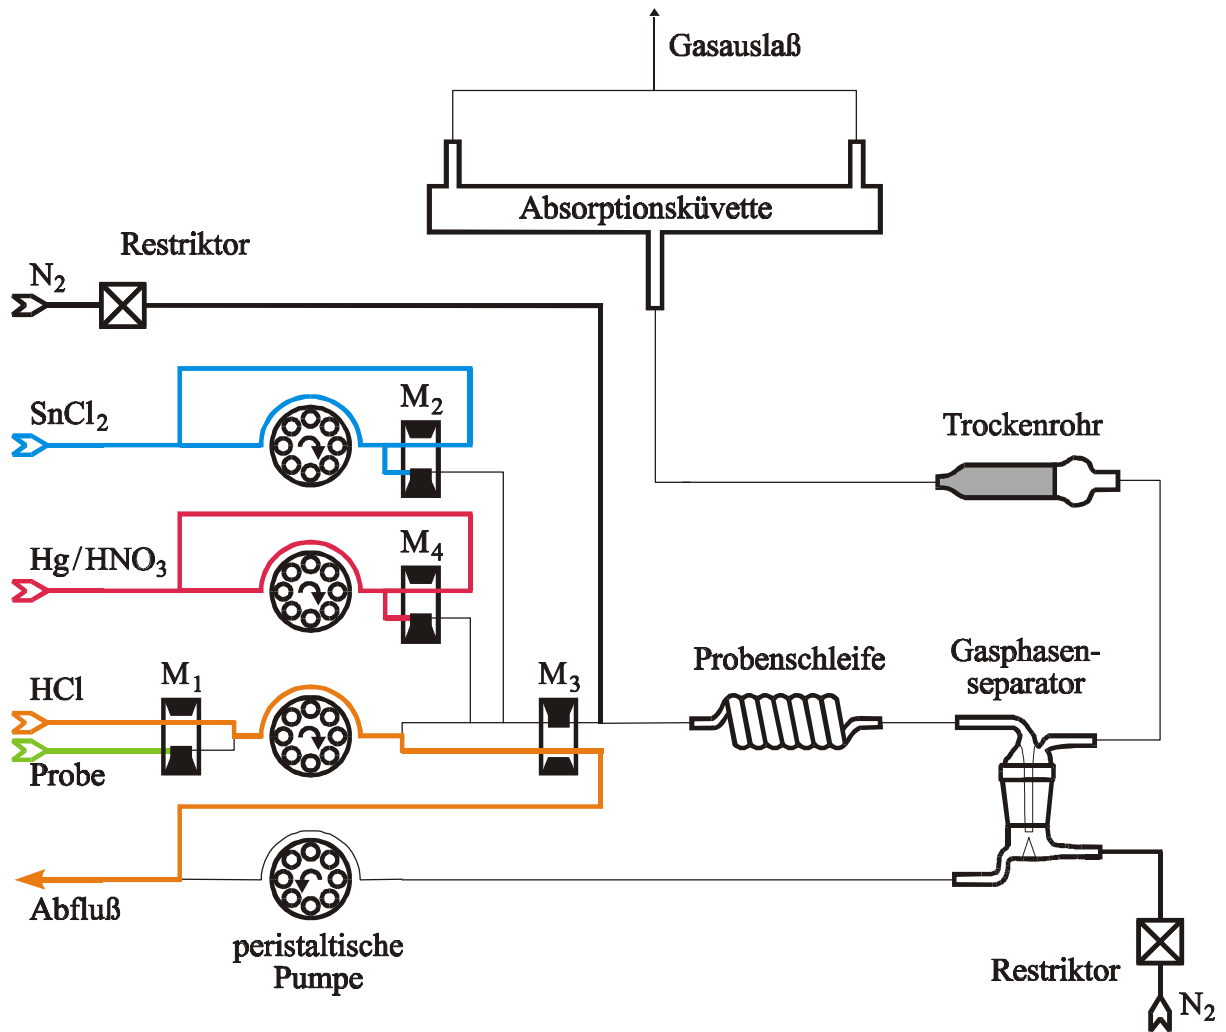 Gasauslaß
Absorptionsküvette
Restriktor
N₂
SnCl₂
M₂
Trockenrohr
Hg/HNO₃
M₄
HCl
M₁
M₃
Probenschleife
Gasphasen-
separator
Probe
Abfluß
peristaltische
Pumpe
Restriktor
N₂